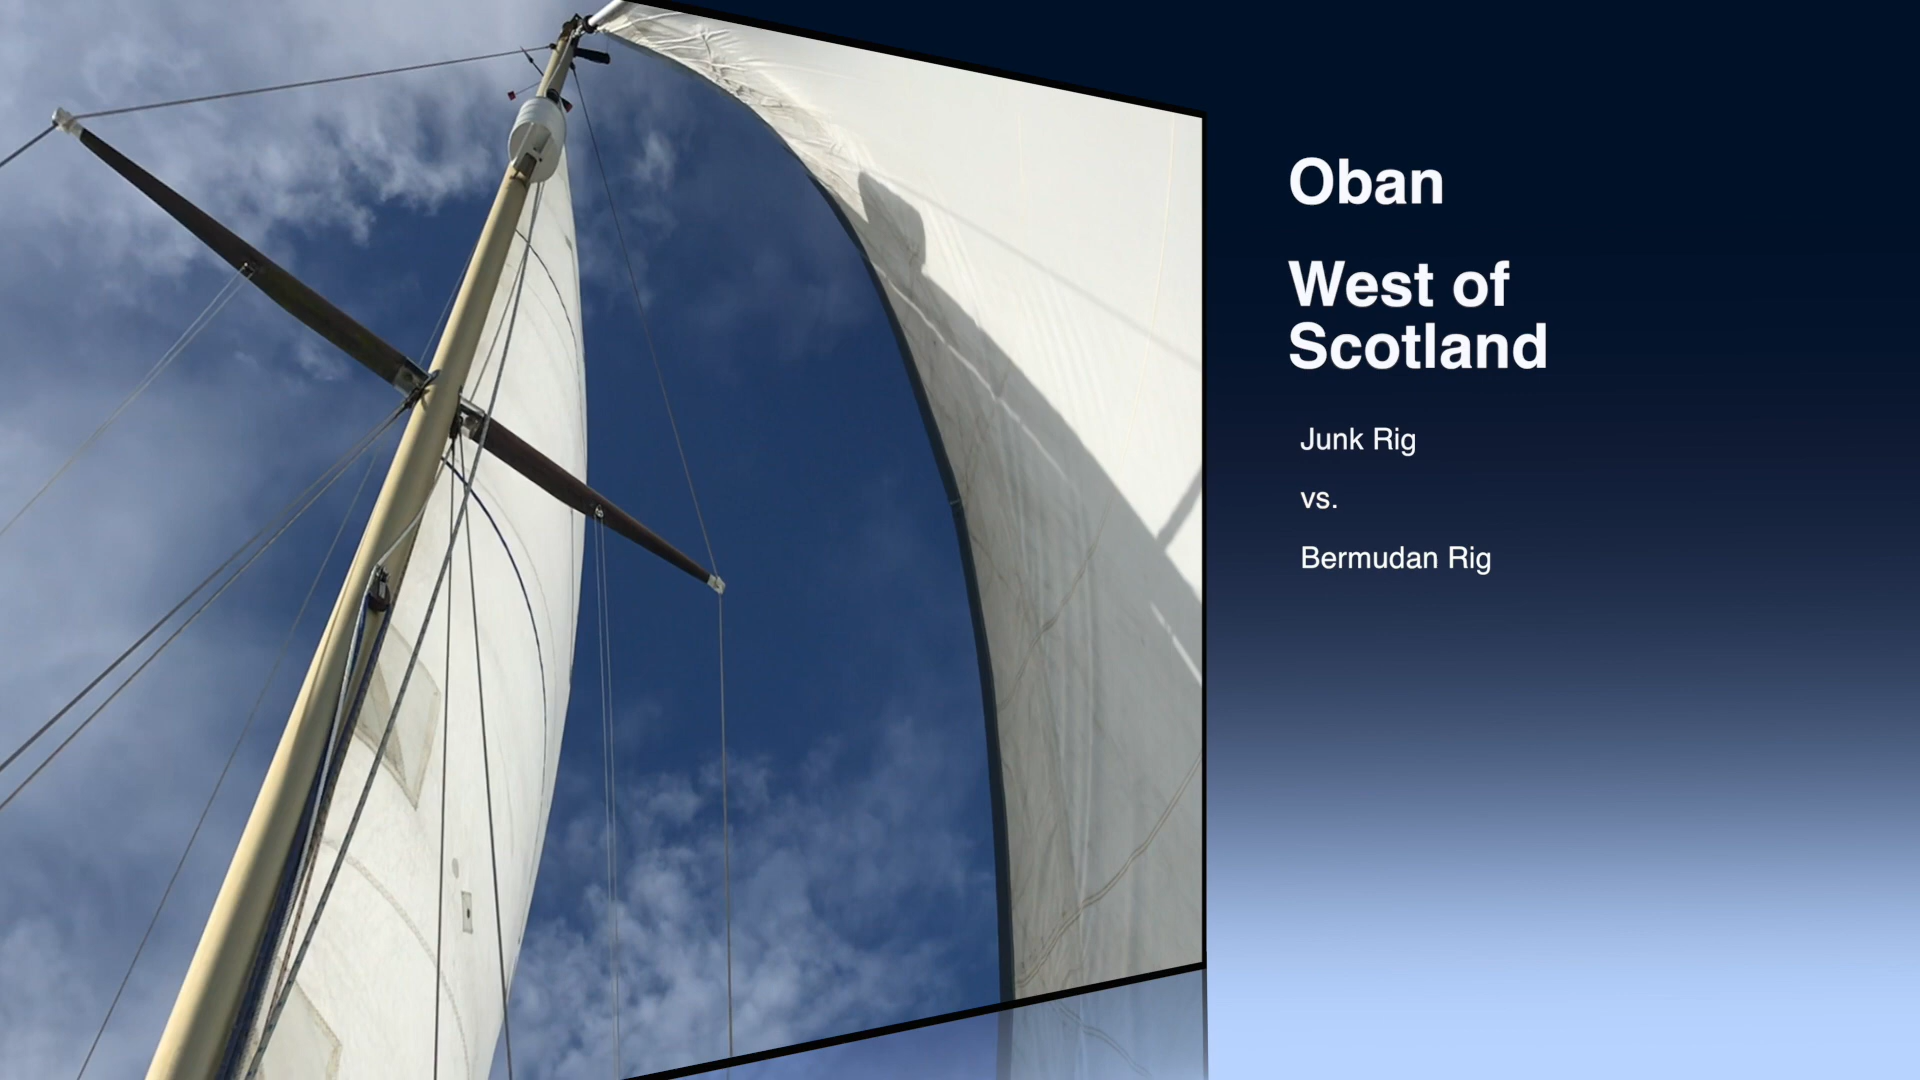 Oban
West of
Scotland
Junk Rig
vs.
Bermudan Rig